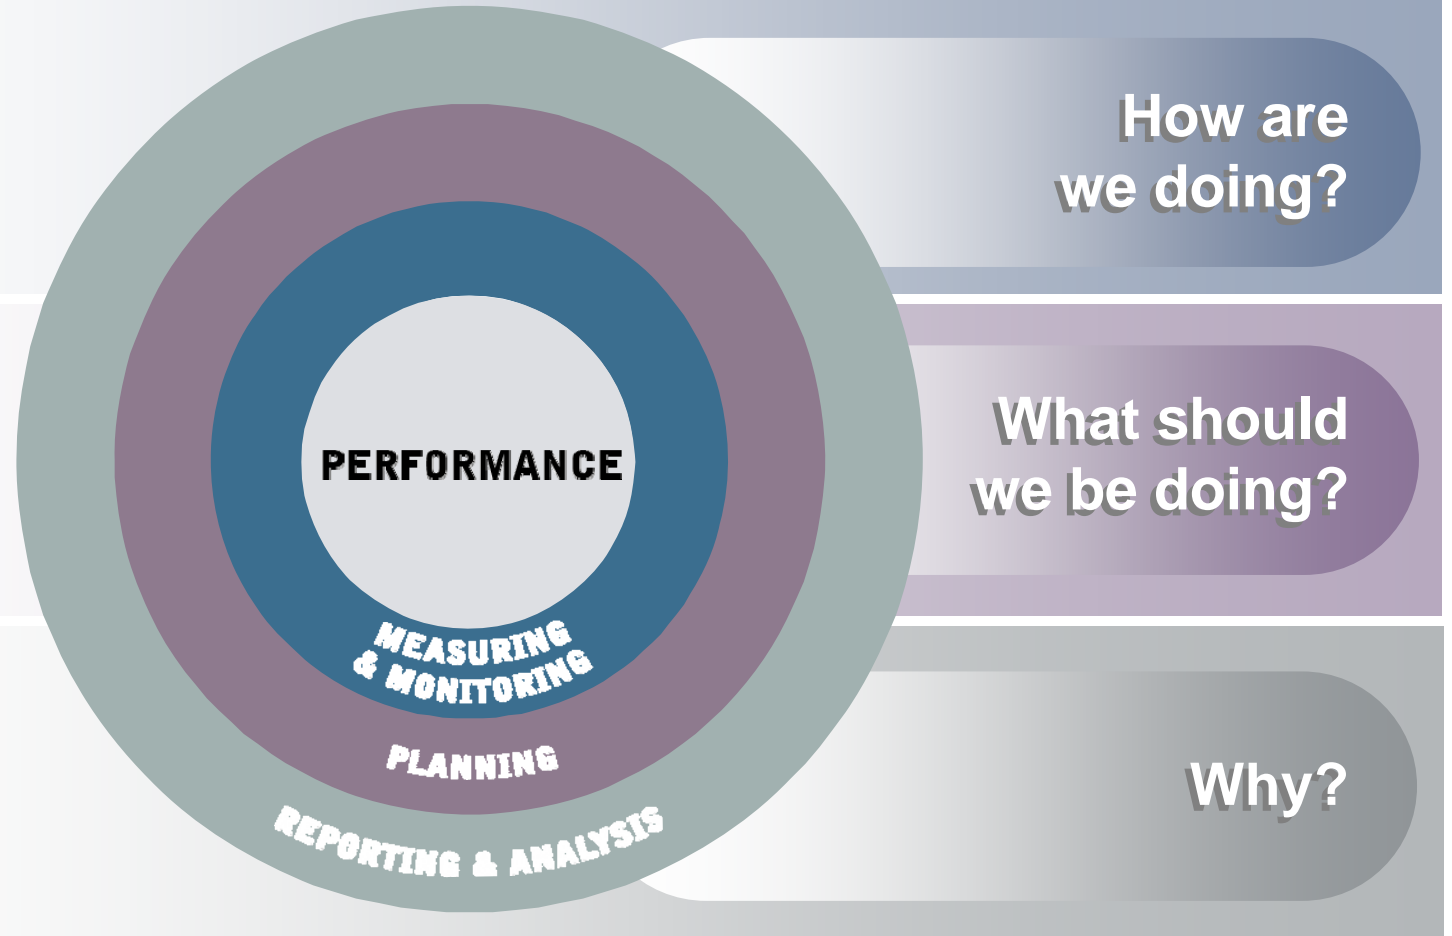 How are
we doing?
What should
we be doing?
PERFORMANCE
MEASURING
& MONITORING
PLANNING
Why?
REPORTING & ANALYSIS